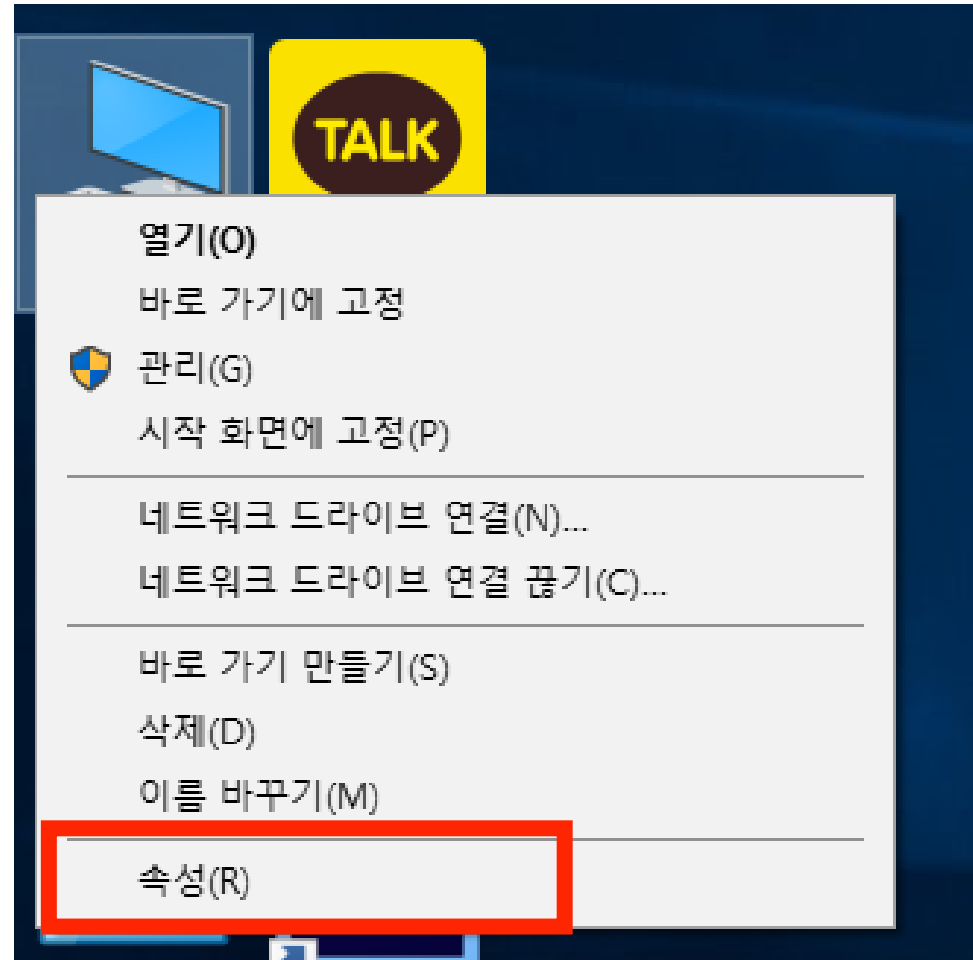 TALK
열기(O)
바로 가기에 고정
관리(G)
시작 화면에 고정(P)
네트워크 드라이브 연결(N)...
네트워크 드라이브 연결 끊기(C)...
바로 가기 만들기(S)
삭제(D)
이름 바꾸기(M)
속성(R)